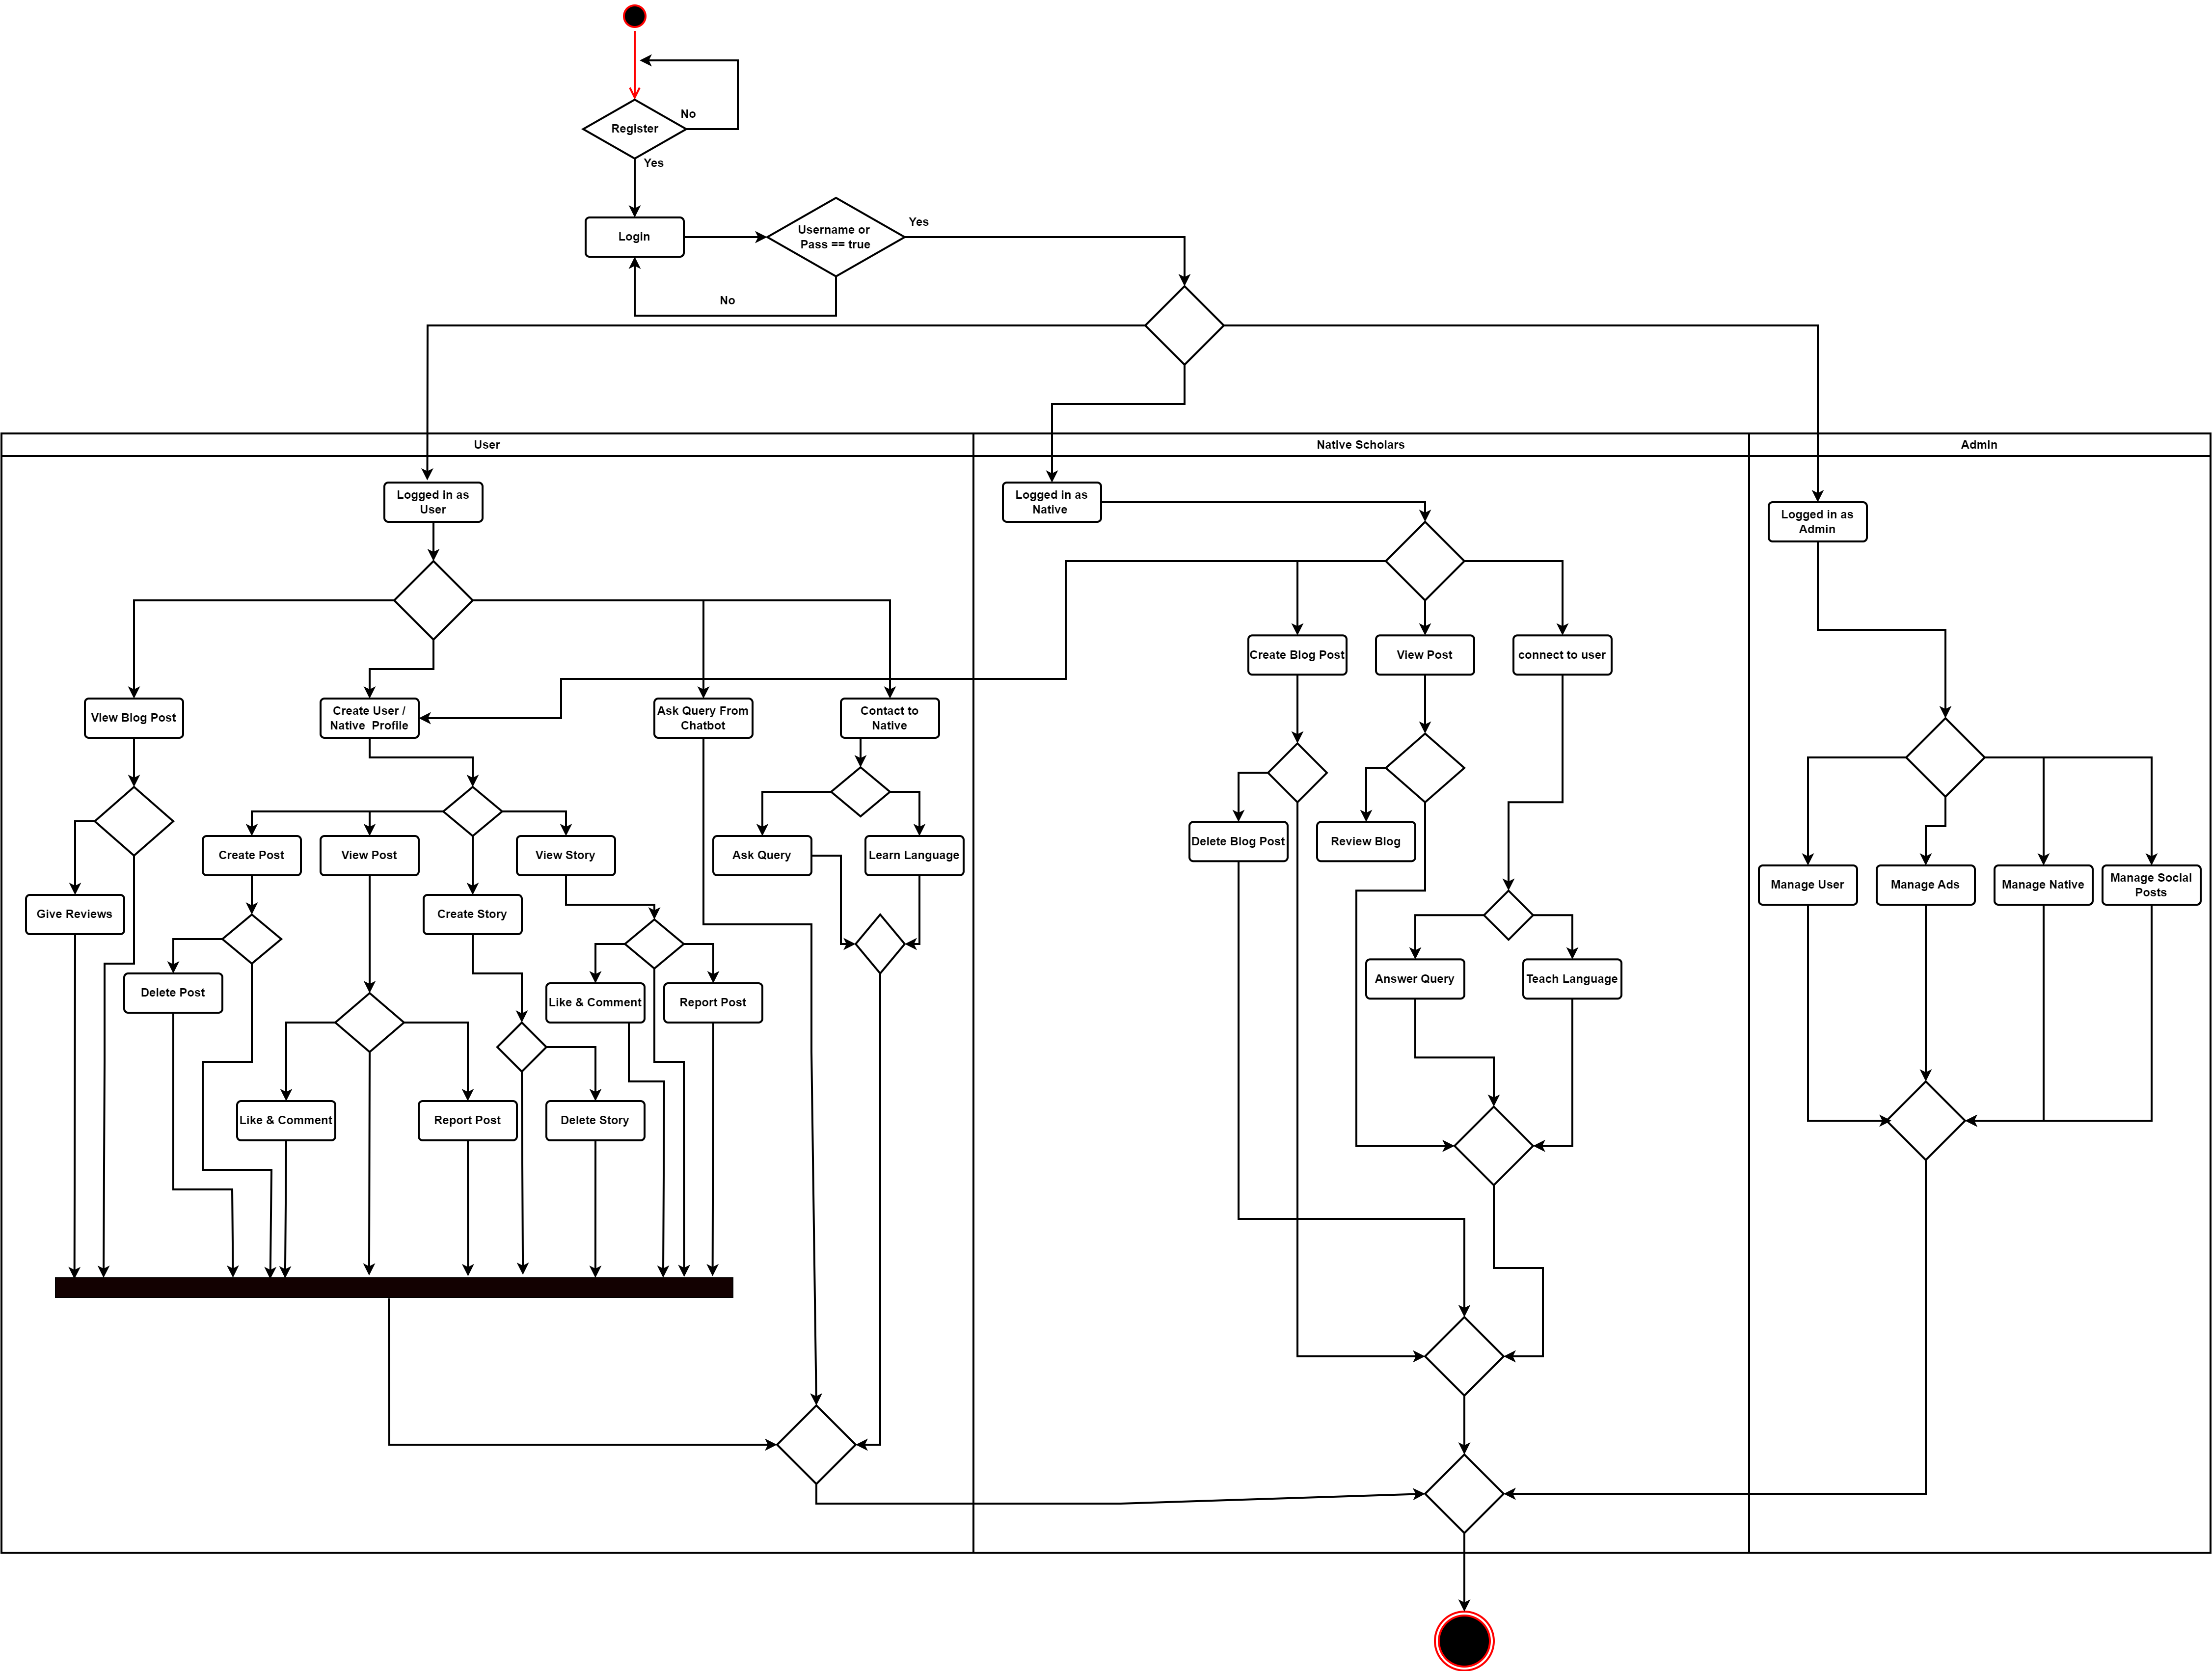 No
Register
Yes
Login
Username or
Pass == true
Yes
No
User
Native Scholars
Admin
Logged in as
User
Logged in as
Native
Logged in as
Admin
Create Blog Post
View Post
connect to user
View Blog Post
Create User /
Native Profile
Ask Query From
Chatbot
Contact to
Native
Delete Blog Post
Review Blog
Create Post
View Post
View Story
Ask Query
Learn Language
Manage User
Manage Ads
Manage Native
Manage Social
Posts
Give Reviews
Create Story
Delete Post
Like & Comment
Report Post
Answer Query
Teach Language
Like & Comment
Report Post
Delete Story